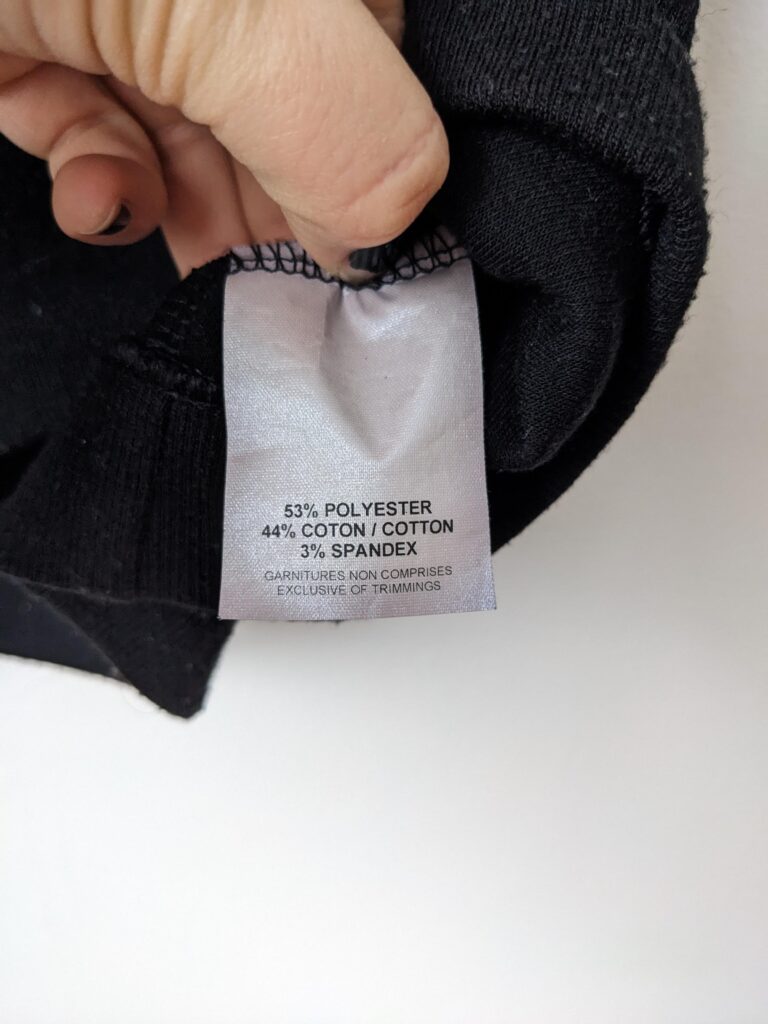 53% POLYESTER
44% COTON / COTTON
3% SPANDEX
GARNITURES NON COMPRISES
EXCLUSIVE OF TRIMMINGS